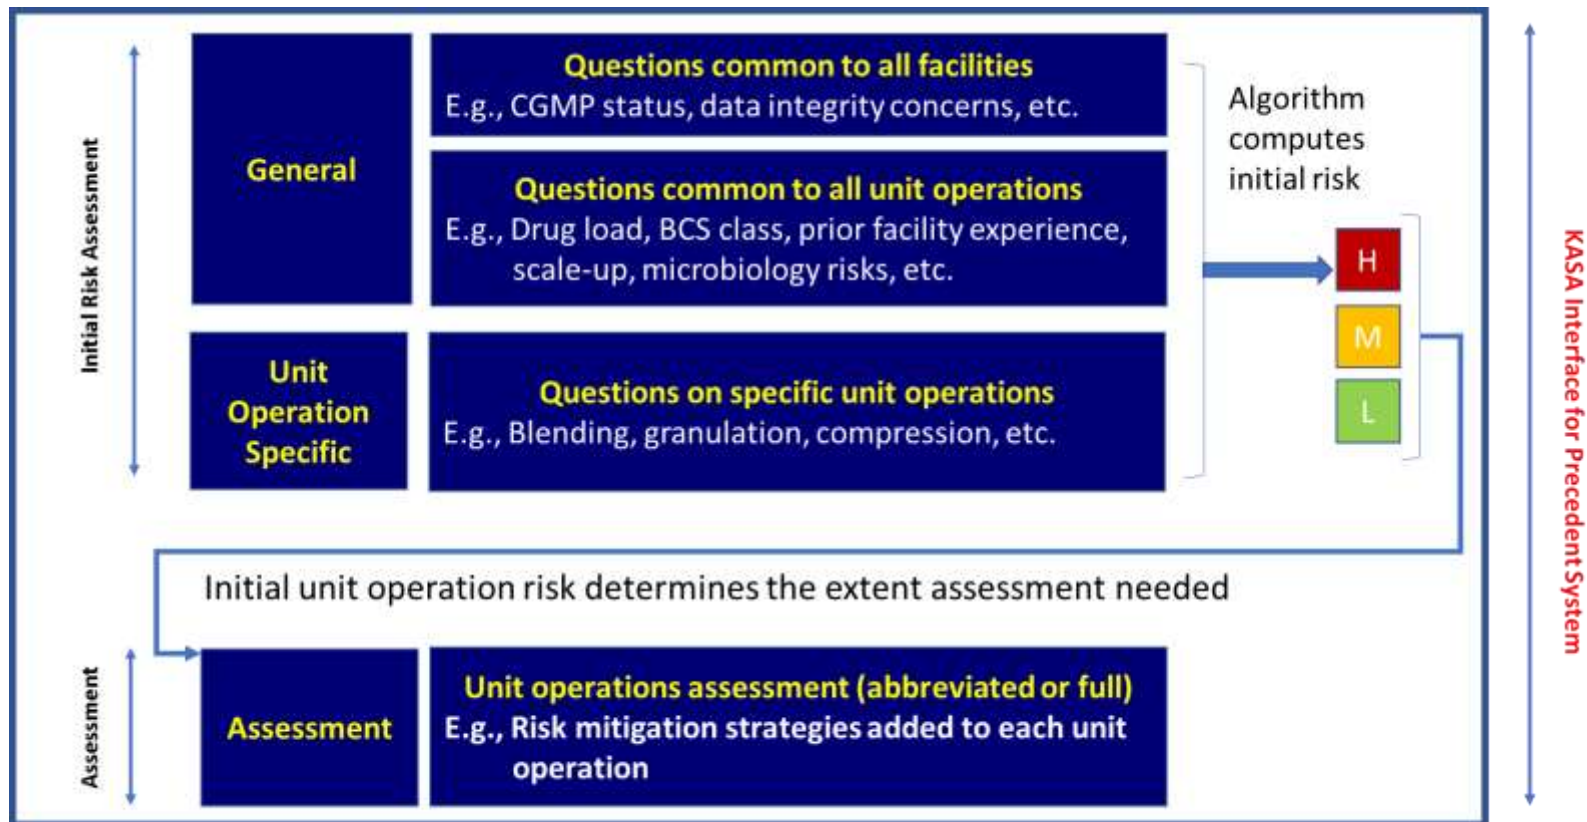 Initial Risk Assessment
General
Questions common to all facilities
E.g., CGMP status, data integrity concerns, etc.
Questions common to all unit operations
E.g., Drug load, BCS class, prior facility experience,
scale-up, microbiology risks, etc.
Unit
Operation
Specific
Questions on specific unit operations
E.g., Blending, granulation, compression, etc.
Algorithm
computes
initial risk
H
M
L
Initial unit operation risk determines the extent assessment needed
Assessment
Assessment
Unit operations assessment (abbreviated or full)
E.g., Risk mitigation strategies added to each unit
operation
KASA Interface for Precedent System